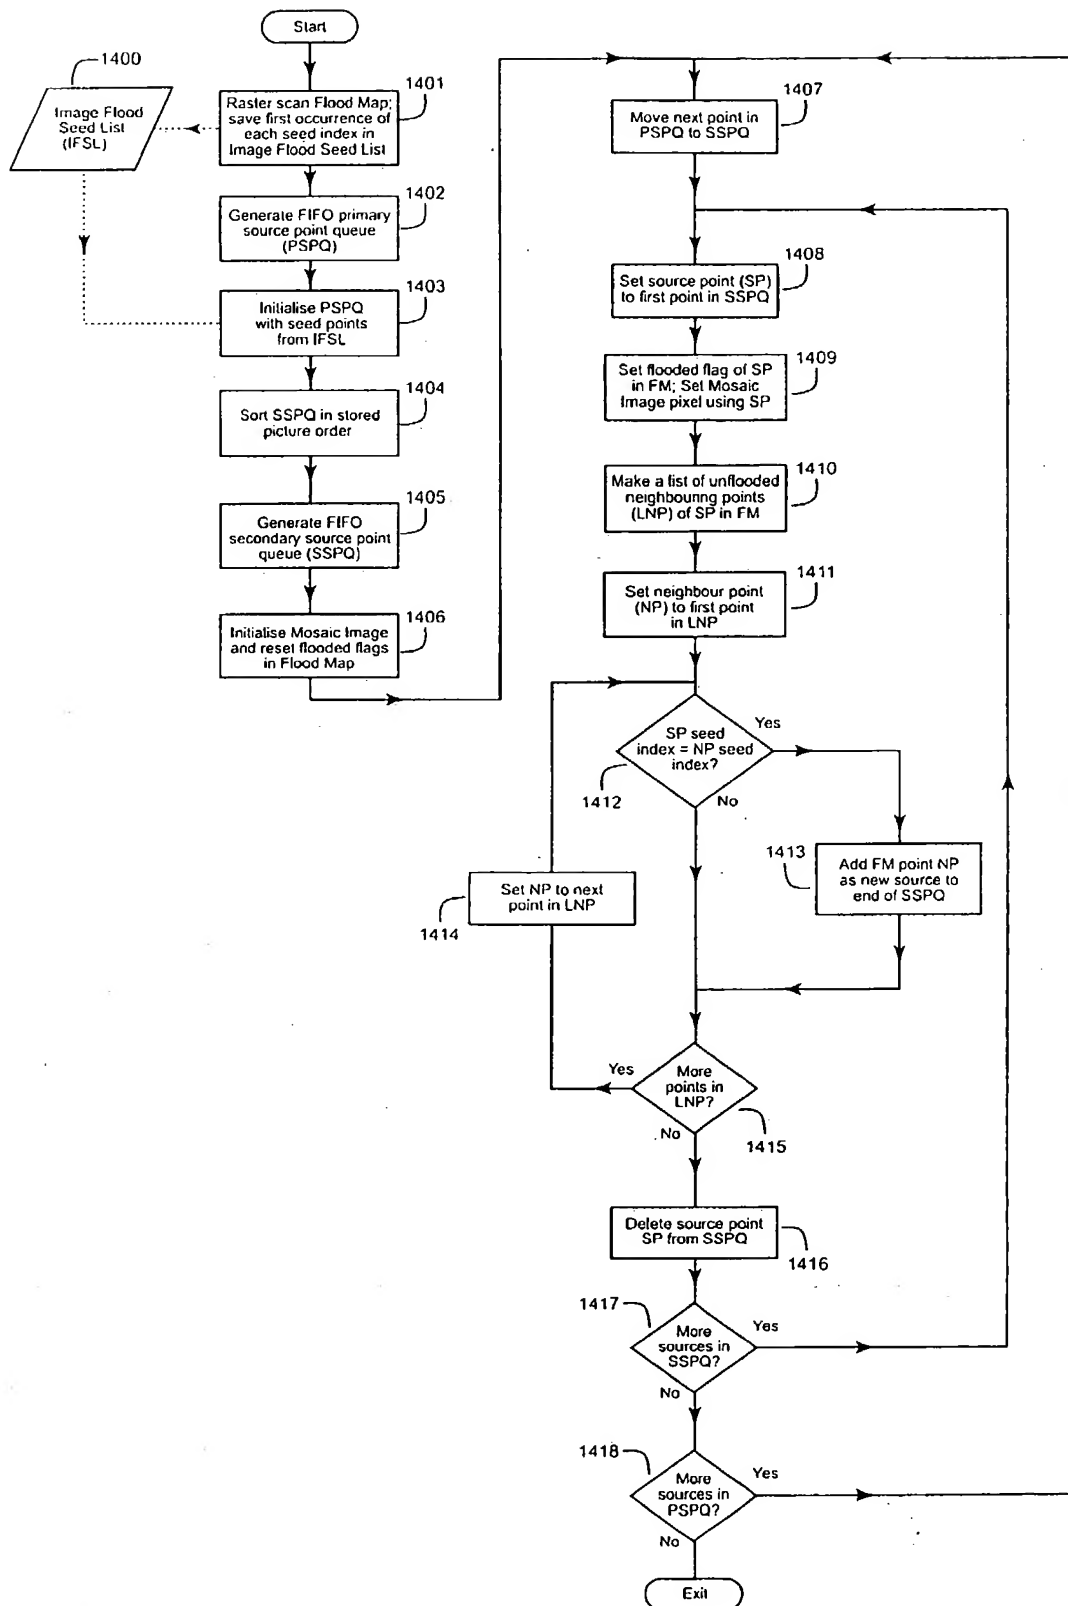 Start
1400
Image Flood
Seed List
(IFSL)
1401
Raster scan Flood Map;
save first occurrence of
each seed index in
Image Flood Seed List
1402
Generate FIFO primary
source point queue
(PSPQ)
1403
Initialise PSPQ
with seed points
from IFSL
1404
Sort SSPQ in stored
picture order
1405
Generate FIFO
secondary source point
queue (SSPQ)
1406
Initialise Mosaic Image
and reset flooded flags
in Flood Map
1407
Move next point in
PSPQ to SSPQ
1408
Set source point (SP)
to first point in SSPQ
1409
Set flooded flag of SP
in FM; Set Mosaic
Image pixel using SP
1410
Make a list of unflooded
neighbouring points
(LNP) of SP in FM
1411
Set neighbour point
(NP) to first point
in LNP
SP seed
index = NP seed
index?
Yes
1412
No
1413
Add FM point NP
as new source to
end of SSPQ
Set NP to next
point in LNP
1414
Yes
More
points in
LNP?
No
1415
Delete source point
SP from SSPQ
1416
1417
More
sources in
SSPQ?
Yes
No
1418
More
sources in
PSPQ?
Yes
No
Exit